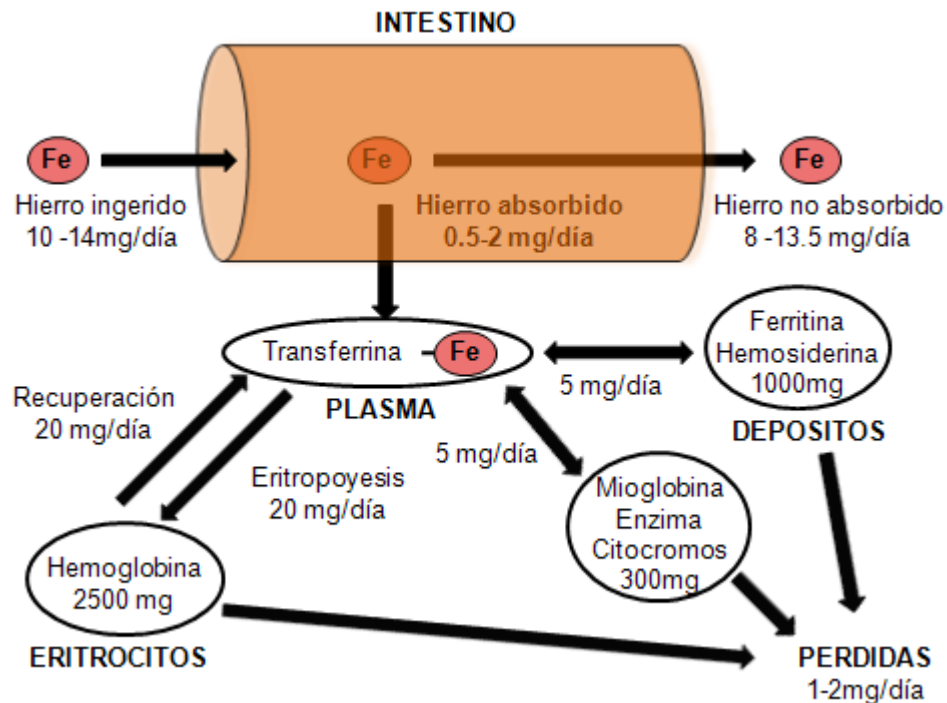 INTESTINO
Fe
Fe
Fe
Hierro ingerido
10 -14mg/día
Hierro absorbido
0.5-2 mg/día
Hierro no absorbido
8 -13.5 mg/día
Transferrina
Fe
PLASMA
5 mg/día
Ferritina
Hemosiderina
1000mg
DEPOSITOS
Recuperación
20 mg/día
Eritropoyesis
20 mg/día
5 mg/día
Mioglobina
Enzima
Citocromos
300mg
Hemoglobina
2500 mg
ERITROCITOS
PERDIDAS
1-2mg/día